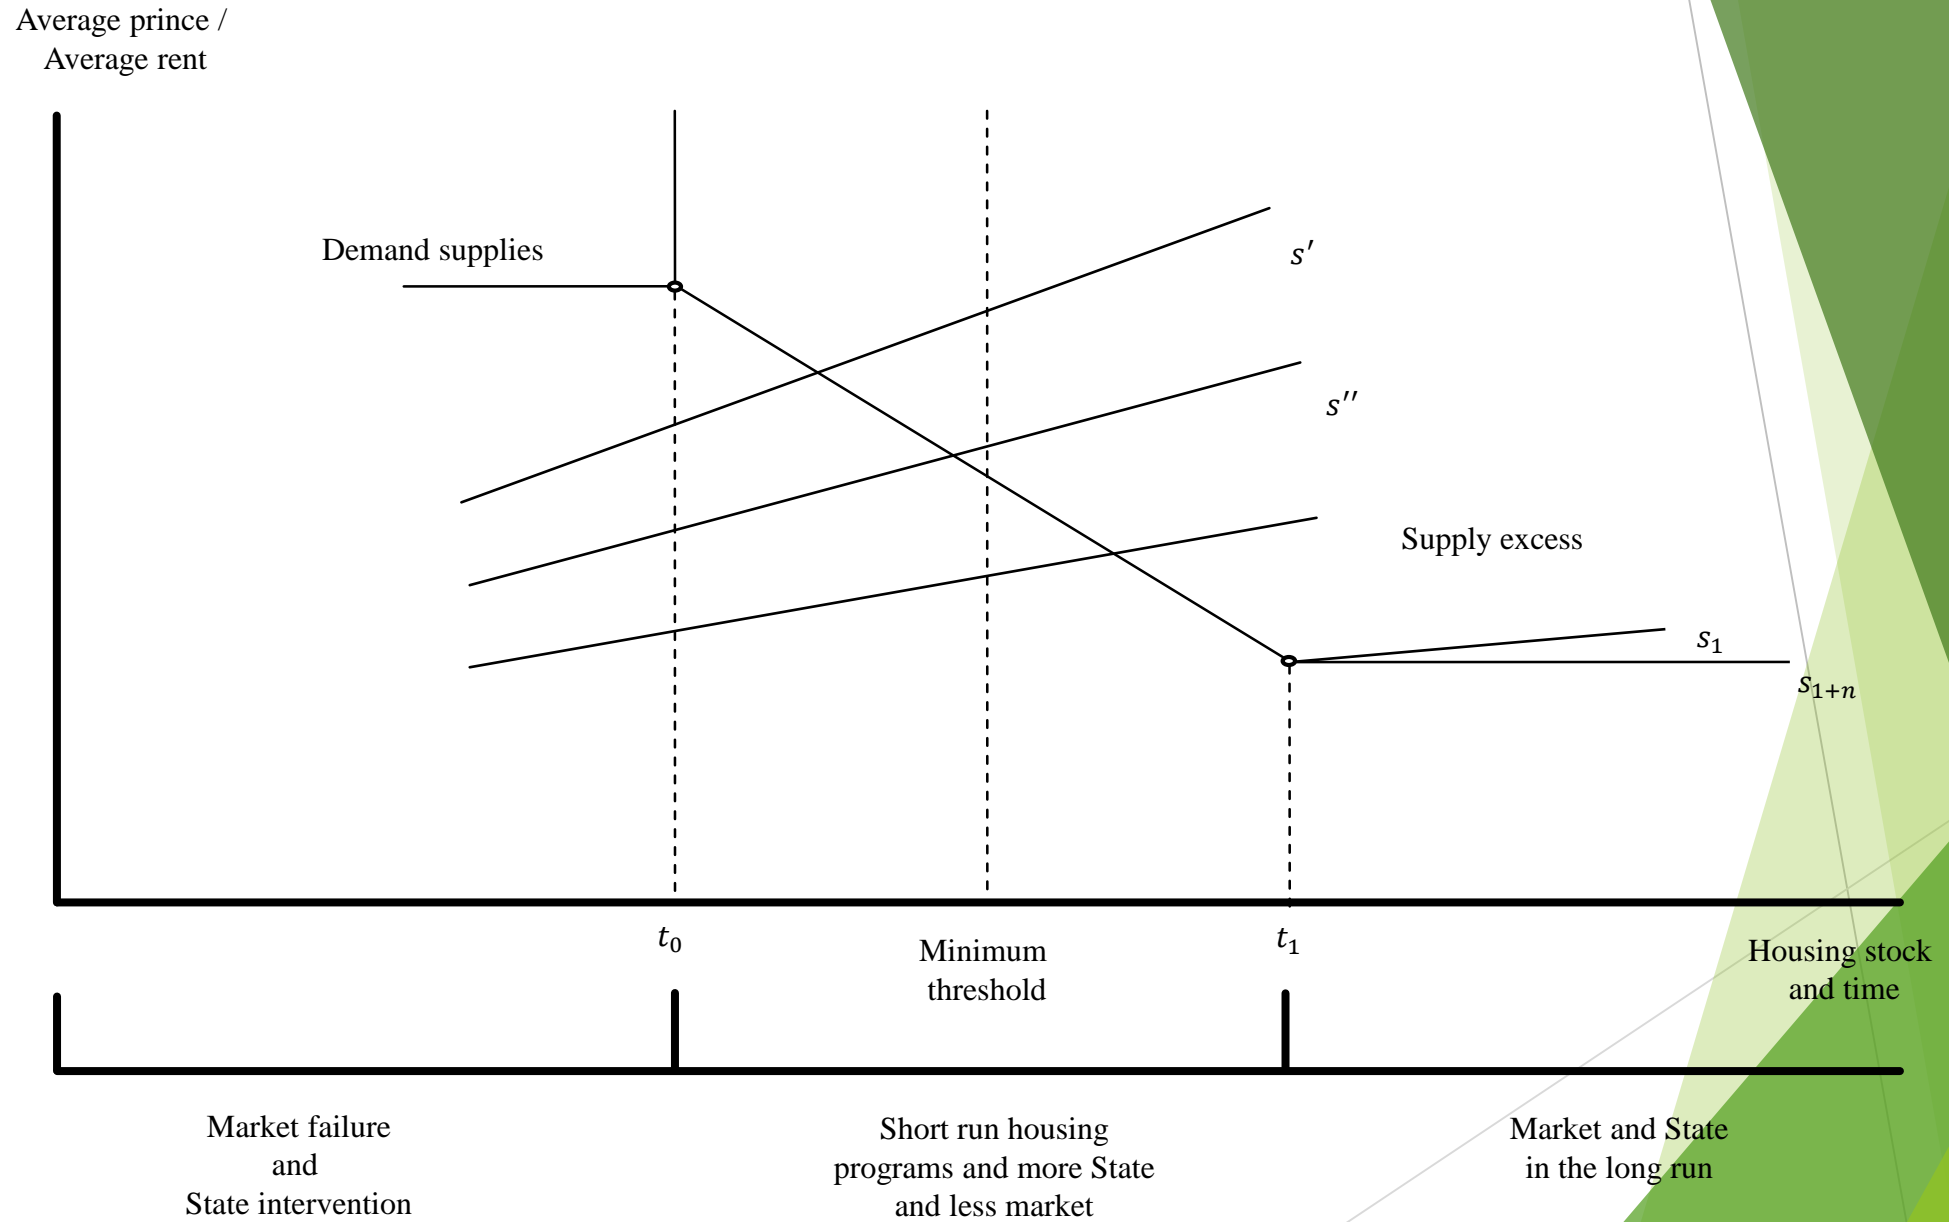 Average prince /
Average rent
Demand supplies
s′
s′′
Supply excess
s₁
s₁₊ₙ
t₀
Minimum
threshold
t₁
Housing stock
and time
Market failure
and
State intervention
Short run housing
programs and more State
and less market
Market and State
in the long run